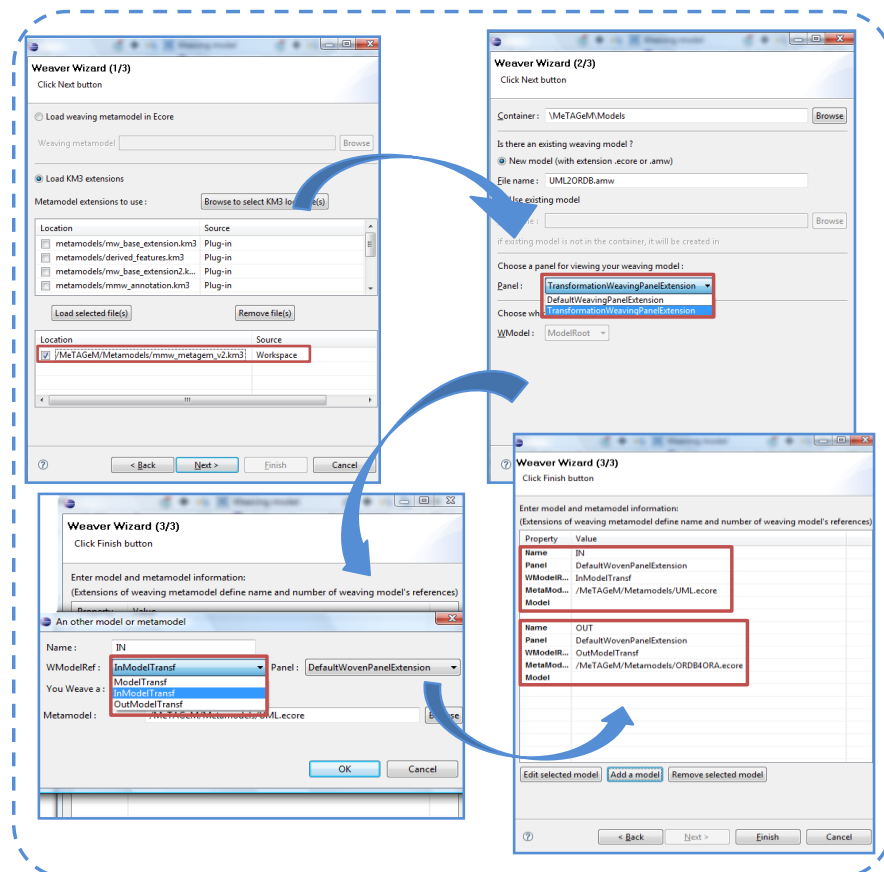 Weaver Wizard (1/3)
Click Next button
Load weaving metamodel in Ecore
Weaving metamodel
Browse
Load KM3 extensions
Metamodel extensions to use :
Location Source
metamodels/mw_base_extension.km3 Plug-in
metamodels/derived_features.km3 Plug-in
metamodels/mw_base_extension2.k... Plug-in
metamodels/mmw_annotation.km3 Plug-in
Load selected file(s) Remove file(s)
Location Source
/MeTAGeM/Metamodels/mmw_metagem_v2.km3 Workspace
< Back Next > Finish Cancel
Weaver Wizard (2/3)
Click Next button
Container : \MeTAGeM\Models Browse
Is there an existing weaving model ?
New model (with extension .ecore or .amw)
File name : UML2ORDB.amw
existing model
Browse
if existing model is not in the container, it will be created in
Choose a panel for viewing your weaving model :
Panel : TransformationWeavingPanelExtension
DefaultWeavingPanelExtension
TransformationWeavingPanelExtension
Choose
WModel : ModelRoot
Weaver Wizard (3/3)
Click Finish button
Enter model and metamodel information:
(Extensions of weaving metamodel define name and number of weaving model's references)
An other model or metamodel
Name : IN
WModelRef : InModelTransf Panel : DefaultWovenPanelExtension
ModelTransf
InModelTransf
OutModelTransf
You Weave a :
Metamodel : /MeTAGeM/Metamodels/UML.ecore
OK Cancel
Weaver Wizard (3/3)
Click Finish button
Enter model and metamodel information:
(Extensions of weaving metamodel define name and number of weaving model's references)
Property Value
Name IN
Panel DefaultWovenPanelExtension
WModelR... InModelTransf
MetaMod... /MeTAGeM/Metamodels/UML.ecore
Model
Name OUT
Panel DefaultWovenPanelExtension
WModelR... OutModelTransf
MetaMod... /MeTAGeM/Metamodels/ORDB4ORA.ecore
Model
Edit selected model Add a model Remove selected model
< Back Next > Finish Cancel